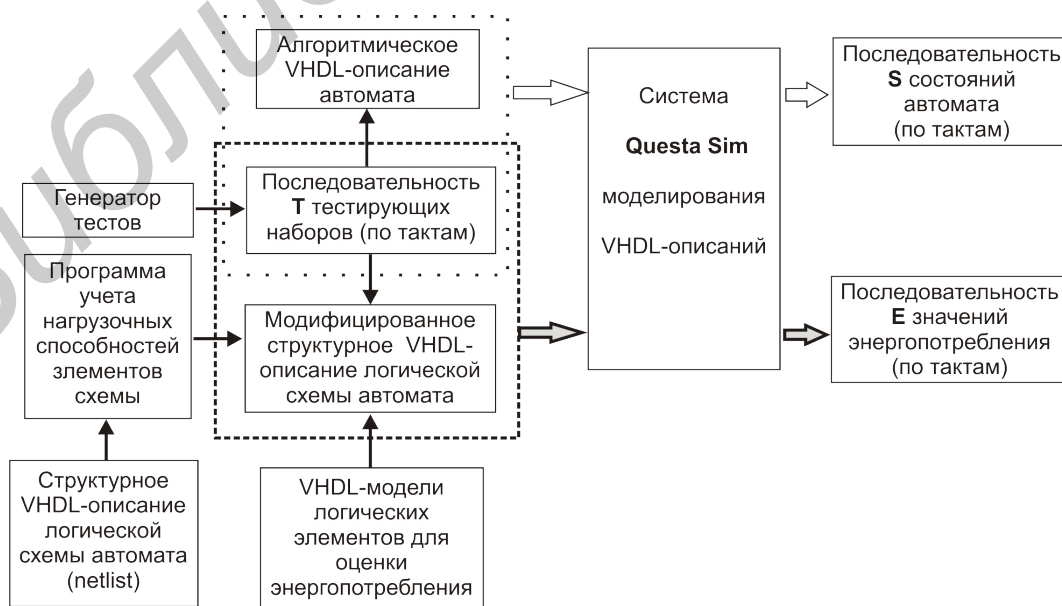 Алгоритмическое
VHDL-описание
автомата
Последовательность
T тестирующих
наборов (по тактам)
Генератор
тестов
Программа
учета
нагрузочных
способностей
злементов
схемы
Модифицированное
структурное VHDL-
описание логической
схемы автомата
Структурное
VHDL-описание
логической
схемы автомата
(netlist)
VHDL-модели
логических
элементов для
оценки
энергопотребления
Система
Questa Sim
моделирования
VHDL-описаний
Последовательность
S состояний
автомата
(по тактам)
Последовательность
E значений
энергопотребления
(по тактам)